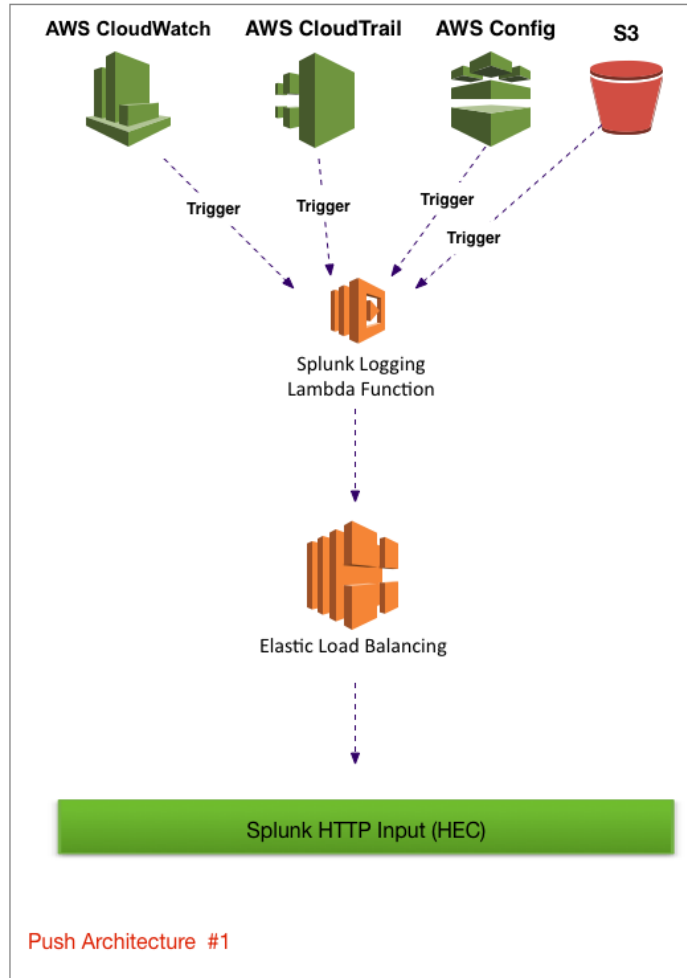 AWS CloudWatch
AWS CloudTrail
AWS Config
S3
Trigger
Trigger
Trigger
Trigger
Splunk Logging
Lambda Function
Elastic Load Balancing
Splunk HTTP Input (HEC)
Push Architecture #1